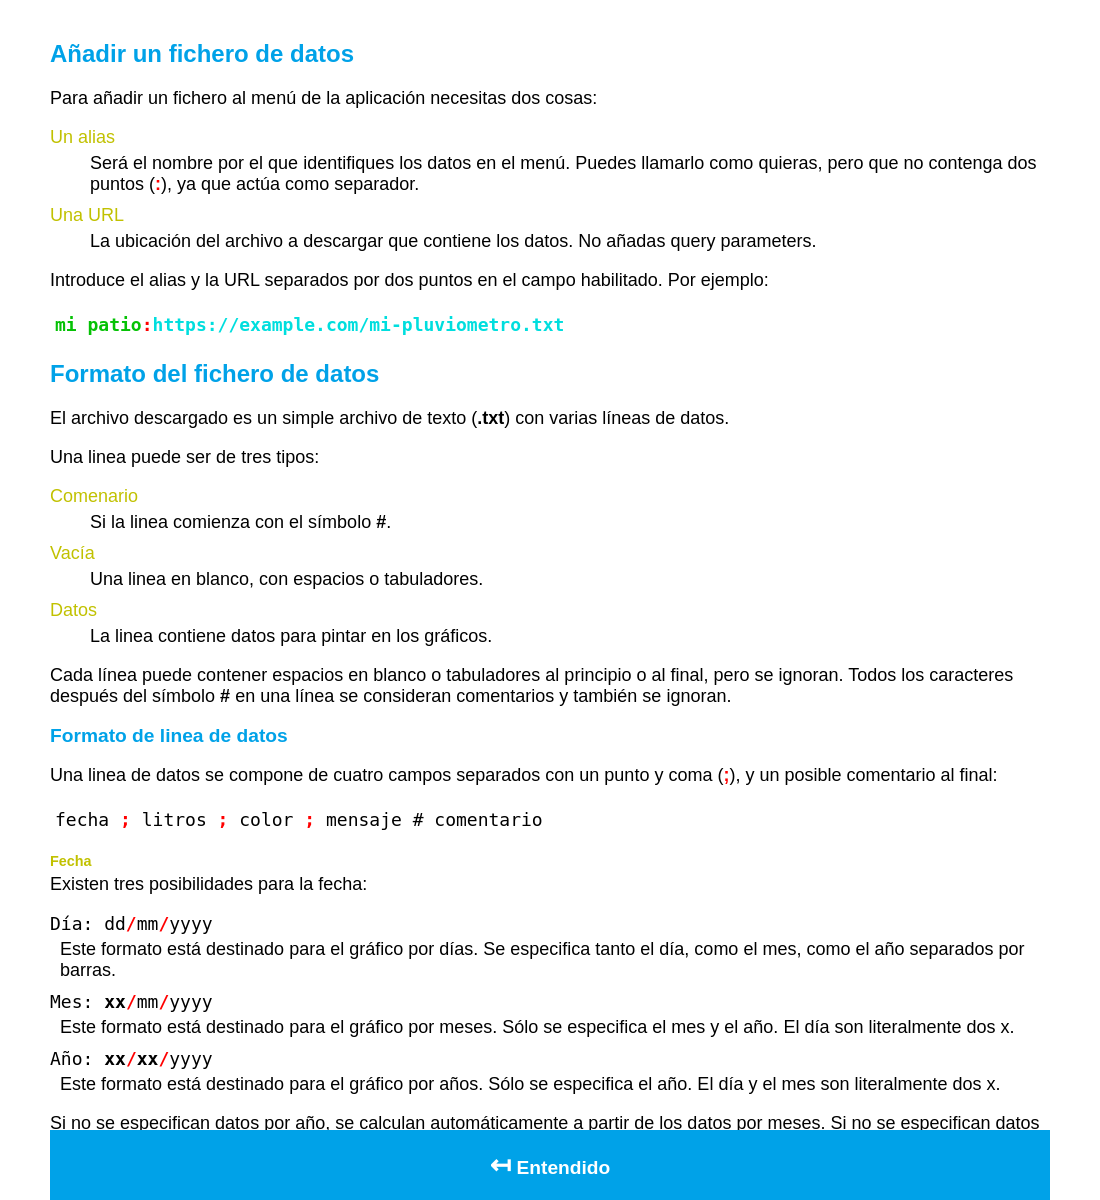 Añadir un fichero de datos
Para añadir un fichero al menú de la aplicación necesitas dos cosas:
Un alias
Será el nombre por el que identifiques los datos en el menú. Puedes llamarlo como quieras, pero que no contenga dos
puntos (:), ya que actúa como separador.
Una URL
La ubicación del archivo a descargar que contiene los datos. No añadas query parameters.
Introduce el alias y la URL separados por dos puntos en el campo habilitado. Por ejemplo:
mi patio:https://example.com/mi-pluviometro.txt
Formato del fichero de datos
El archivo descargado es un simple archivo de texto (.txt) con varias líneas de datos.
Una linea puede ser de tres tipos:
Comenario
Si la linea comienza con el símbolo #.
Vacía
Una linea en blanco, con espacios o tabuladores.
Datos
La linea contiene datos para pintar en los gráficos.
Cada línea puede contener espacios en blanco o tabuladores al principio o al final, pero se ignoran. Todos los caracteres
después del símbolo # en una línea se consideran comentarios y también se ignoran.
Formato de linea de datos
Una linea de datos se compone de cuatro campos separados con un punto y coma (;), y un posible comentario al final:
fecha ; litros ; color ; mensaje # comentario
Fecha
Existen tres posibilidades para la fecha:
Día: dd/mm/yyyy
Este formato está destinado para el gráfico por días. Se especifica tanto el día, como el mes, como el año separados por
barras.
Mes: xx/mm/yyyy
Este formato está destinado para el gráfico por meses. Sólo se especifica el mes y el año. El día son literalmente dos x.
Año: xx/xx/yyyy
Este formato está destinado para el gráfico por años. Sólo se especifica el año. El día y el mes son literalmente dos x.
Si no se especifican datos por año, se calculan automáticamente a partir de los datos por meses. Si no se especifican datos
↤ Entendido